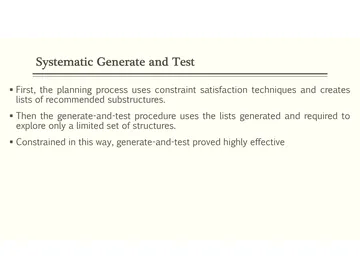 Systematic Generate and Test
▪ First, the planning process uses constraint satisfaction techniques and creates
lists of recommended substructures.
▪ Then the generate-and-test procedure uses the lists generated and required to
explore only a limited set of structures.
▪ Constrained in this way, generate-and-test proved highly effective